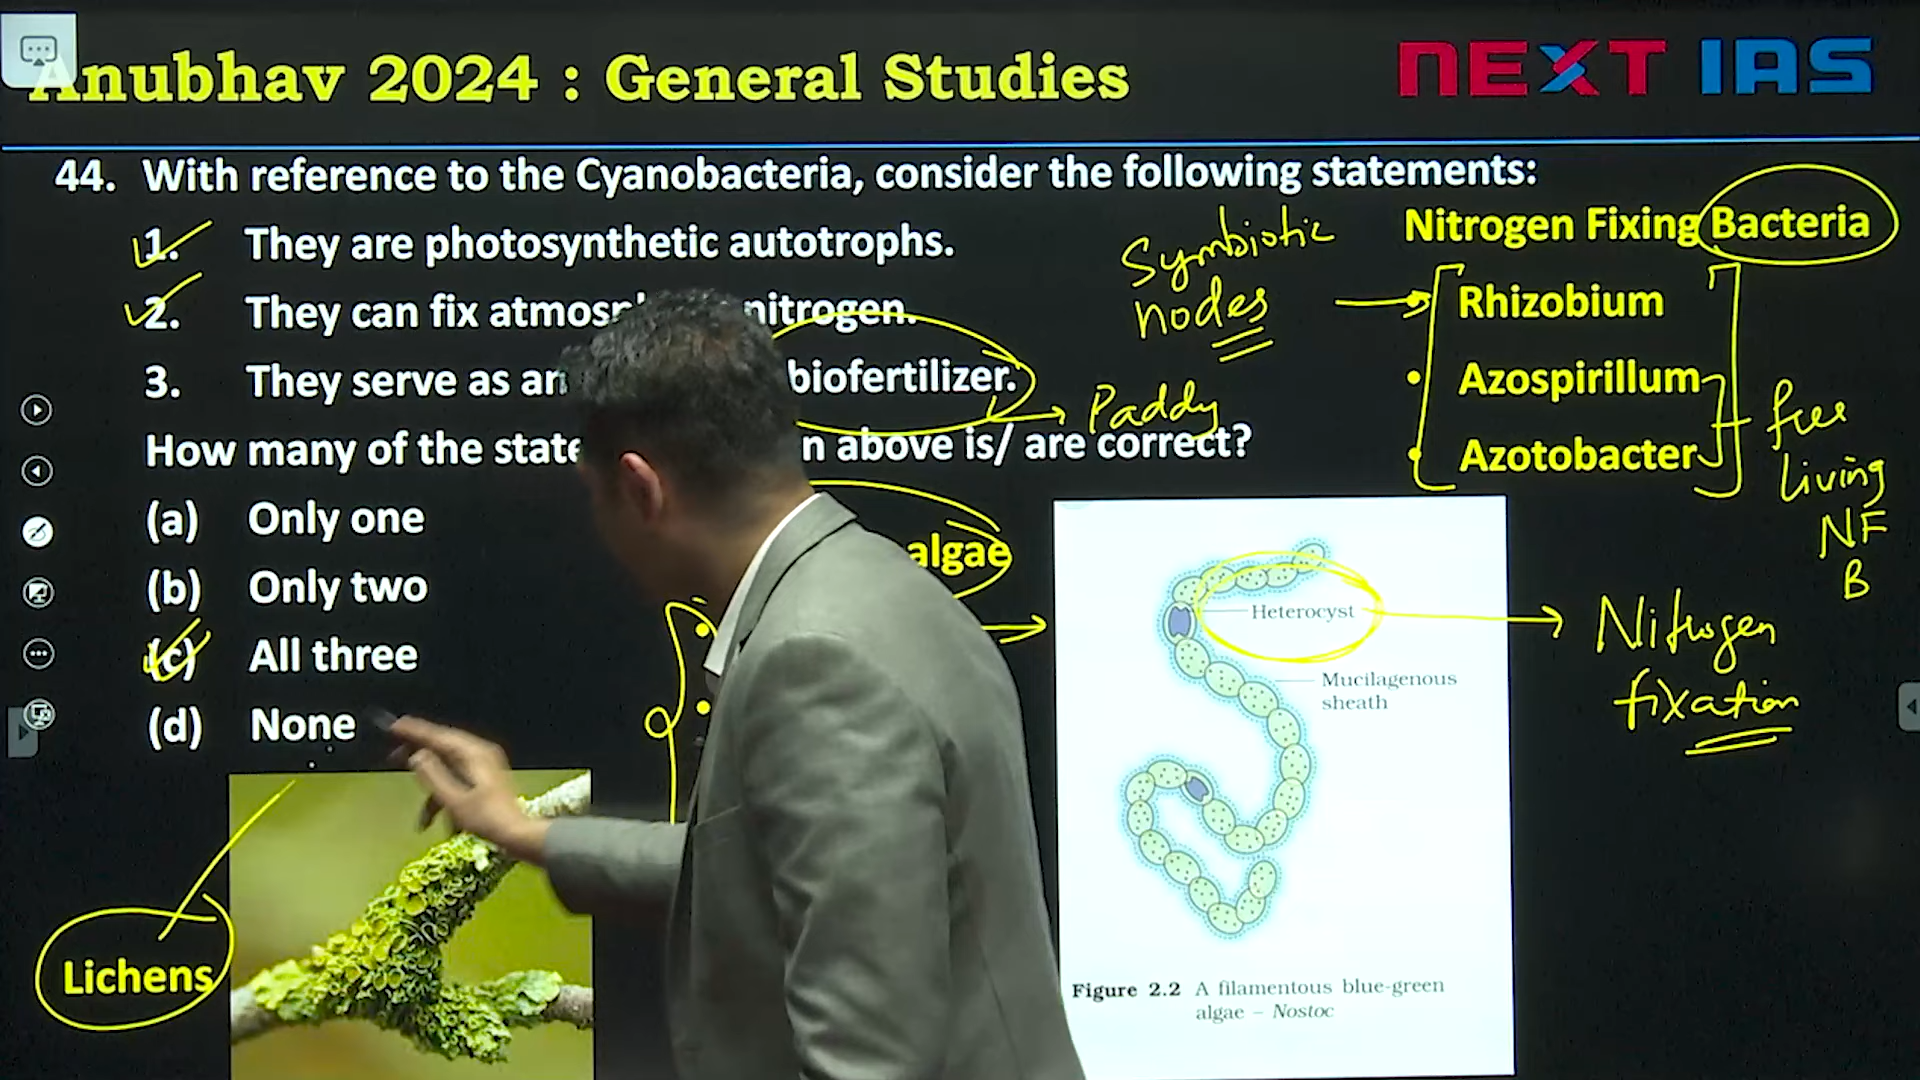 Anubhav 2024 : General Studies
NEXT IAS
44. With reference to the Cyanobacteria, consider the following statements:
1. They are photosynthetic autotrophs.
2. They can fix nitrogen.
3. They serve as an biofertilizer.
How many of the above is/ are correct?
(a) Only one
(b) Only two
(c) All three
(d) None
algae
Symbiotic
nodes
Paddy
Nitrogen Fixing Bacteria
Rhizobium
• Azospirillum
• Azotobacter
free
living
NF
B
Heterocyst
Mucilagenous
sheath
Nitrogen
fixation
Figure 2.2 A filamentous blue-green
algae – Nostoc
Lichens